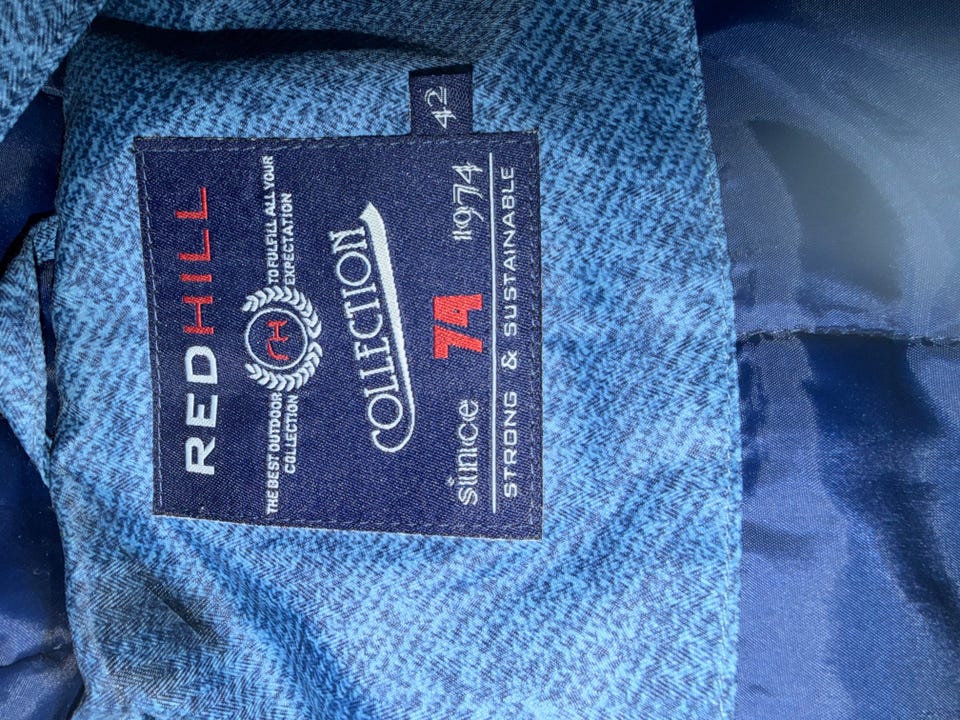 REDHILL
THE BEST OUTDOOR TO FULFILL ALL YOUR
COLLECTION EXPECTATION
COLLECTION
74
since 1974
STRONG & SUSTAINABLE
42